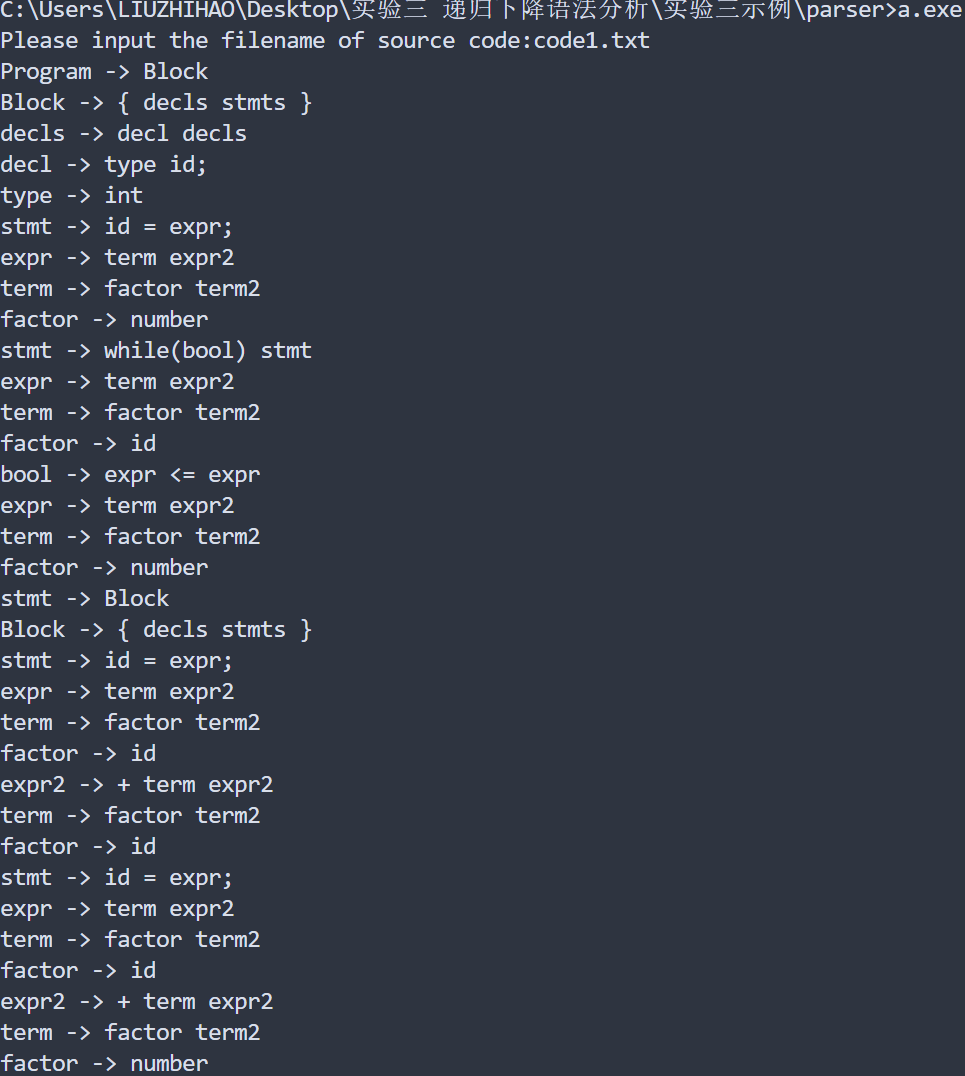 C:\Users\LIUZHIHAO\Desktop\实验三 递归下降语法分析\实验三示例\parser>a.exe
Please input the filename of source code:code1.txt
Program -> Block
Block -> { decls stmts }
decls -> decl decls
decl -> type id;
type -> int
stmt -> id = expr;
expr -> term expr2
term -> factor term2
factor -> number
stmt -> while(bool) stmt
expr -> term expr2
term -> factor term2
factor -> id
bool -> expr <= expr
expr -> term expr2
term -> factor term2
factor -> number
stmt -> Block
Block -> { decls stmts }
stmt -> id = expr;
expr -> term expr2
term -> factor term2
factor -> id
expr2 -> + term expr2
term -> factor term2
factor -> id
stmt -> id = expr;
expr -> term expr2
term -> factor term2
factor -> id
expr2 -> + term expr2
term -> factor term2
factor -> number